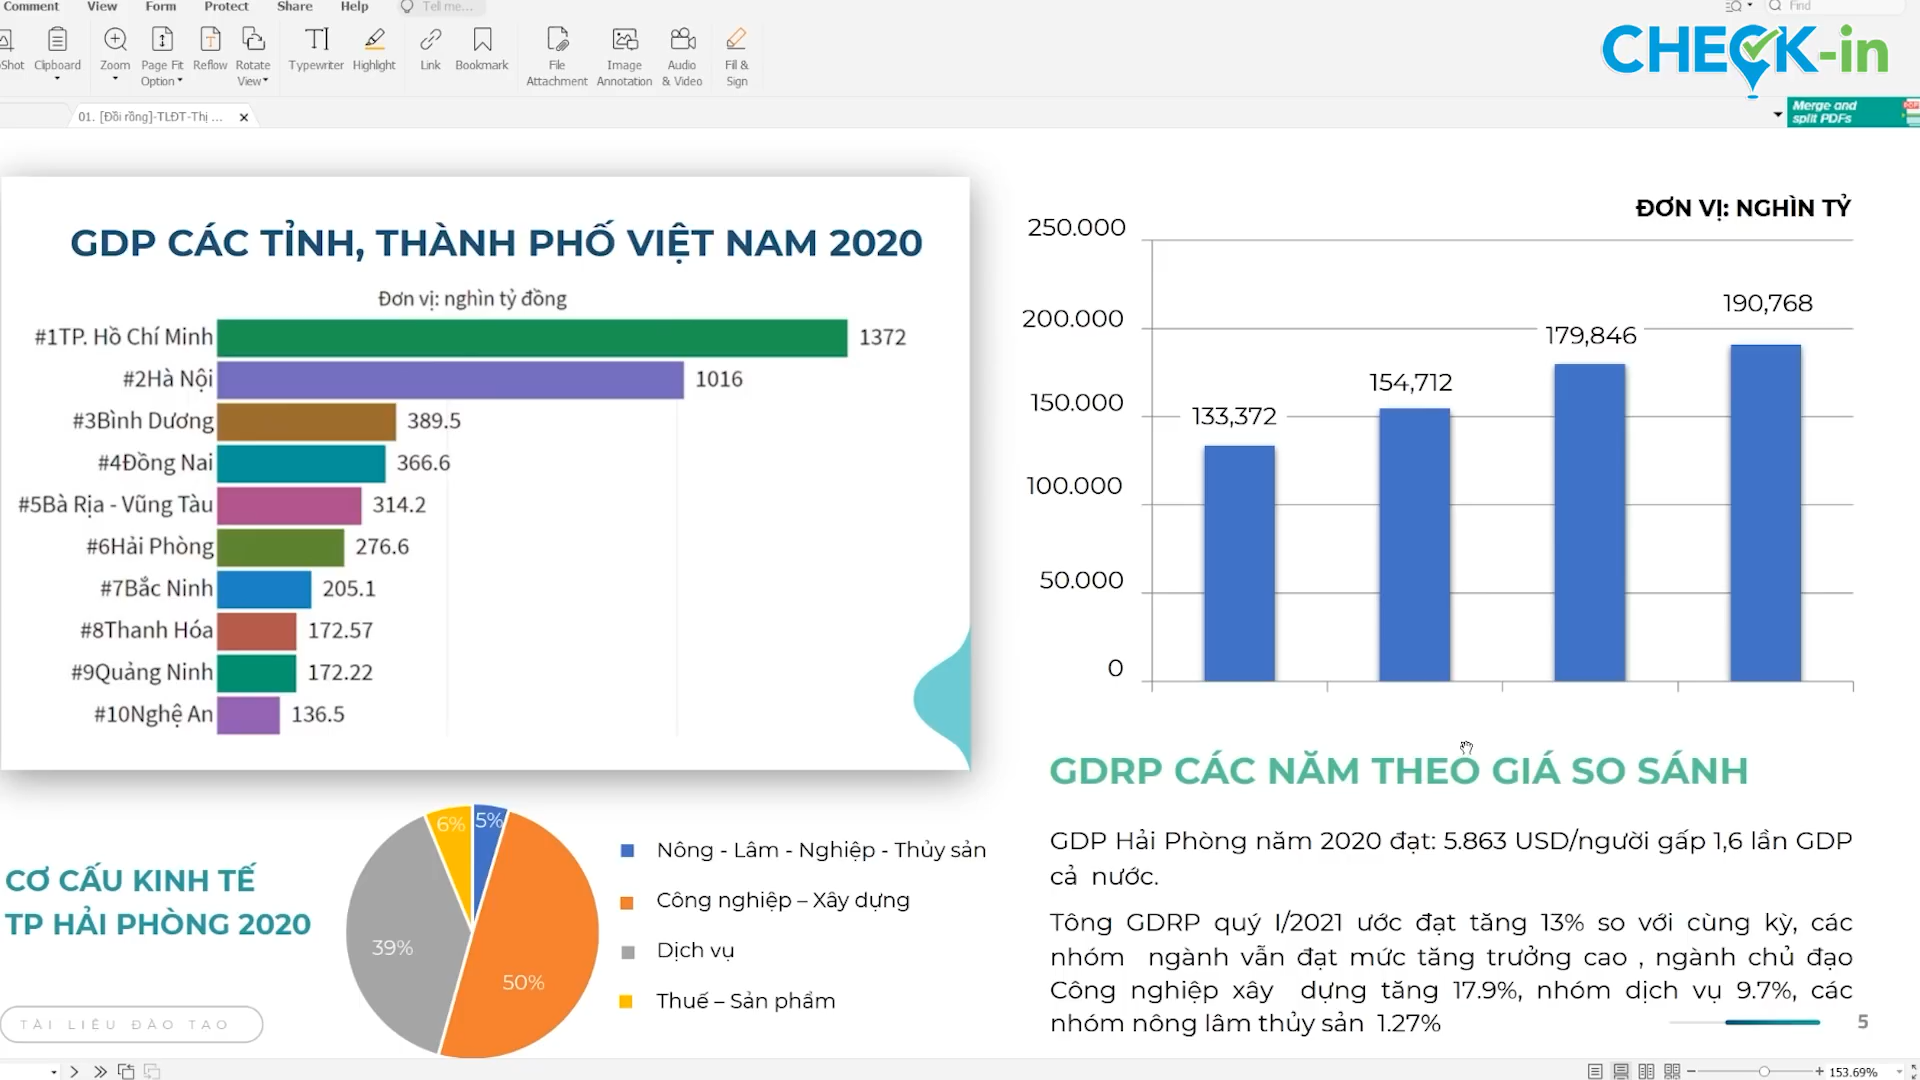 Comment View Form Protect Share Help Tell me... Find
Shot Clipboard Zoom Page Fit Option Reflow Rotate View Typewriter Highlight Link Bookmark File Attachment Image Annotation Audio & Video Fill & Sign
CHECK-in
01. [Đồi rồng]-TLĐT-Thị ...
Merge and
split PDFs
GDP CÁC TỈNH, THÀNH PHỐ VIỆT NAM 2020
Đơn vị: nghìn tỷ đồng
#1TP. Hồ Chí Minh 1372
#2Hà Nội 1016
#3Bình Dương 389.5
#4Đồng Nai 366.6
#5Bà Rịa - Vũng Tàu 314.2
#6Hải Phòng 276.6
#7Bắc Ninh 205.1
#8Thanh Hóa 172.57
#9Quảng Ninh 172.22
#10Nghệ An 136.5
ĐƠN VỊ: NGHÌN TỶ
250.000
200.000
150.000
100.000
50.000
0
133,372
154,712
179,846
190,768
GDRP CÁC NĂM THEO GIÁ SO SÁNH
GDP Hải Phòng năm 2020 đạt: 5.863 USD/người gấp 1,6 lần GDP
cả nước.
Tông GDRP quý I/2021 ước đạt tăng 13% so với cùng kỳ, các
nhóm ngành vẫn đạt mức tăng trưởng cao , ngành chủ đạo
Công nghiệp xây dựng tăng 17.9%, nhóm dịch vụ 9.7%, các
nhóm nông lâm thủy sản 1.27%
CƠ CẤU KINH TẾ
TP HẢI PHÒNG 2020
6%
5%
39%
50%
Nông - Lâm - Nghiệp - Thủy sản
Công nghiệp – Xây dựng
Dịch vụ
Thuế – Sản phẩm
TÀI LIỆU ĐÀO TẠO
5
153.69%